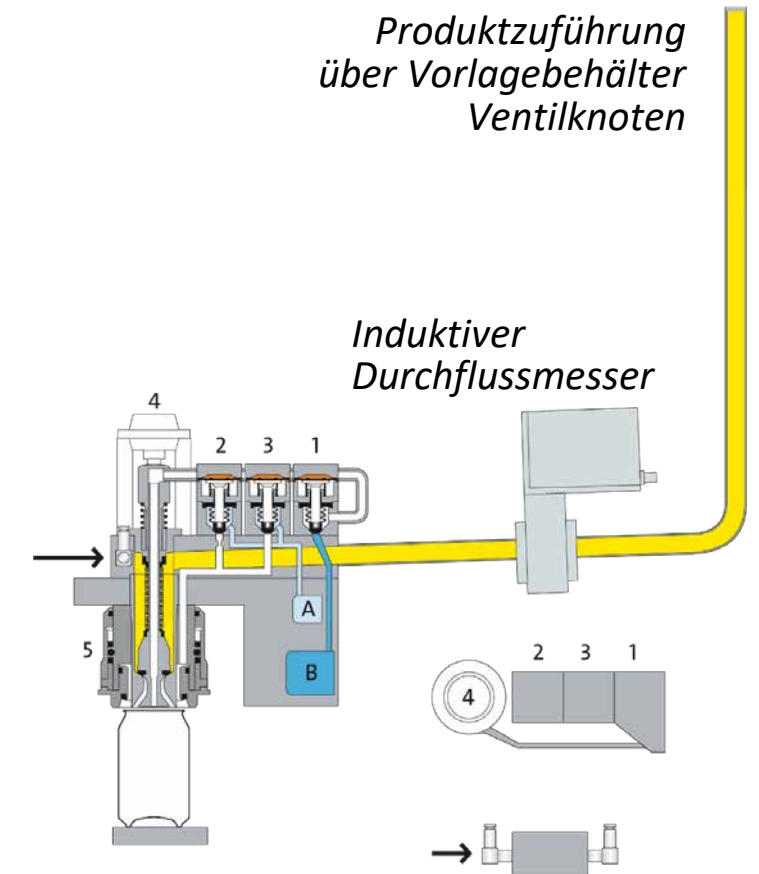 Produktzuführung
über Vorlagebehälter
Ventilknoten
Induktiver
Durchflussmesser
4
2 3 1
A
5
B
2 3 1
4